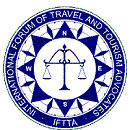 INTERNATIONAL FORUM OF TRAVEL AND TOURISM ADVOCATES
N
W E
S
IFTTA